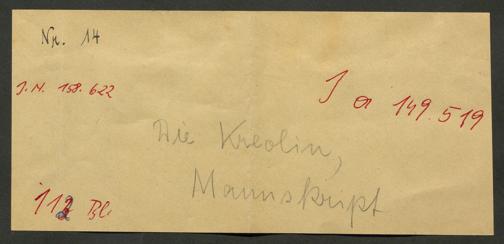 Nr. 14
J.N. 158.622
J a 149.519
Die Kreolin,
Manuskript
112 Bl.